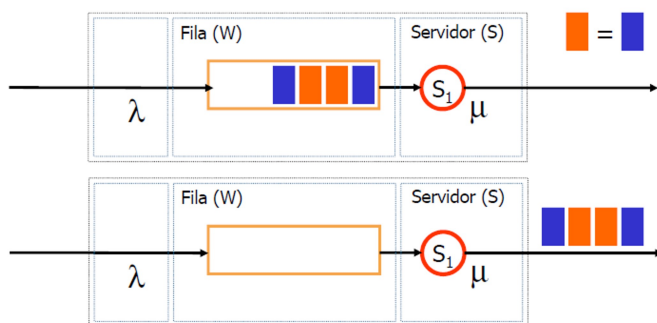 Fila (W)
Servidor (S)
=
S1
λ
μ
Fila (W)
Servidor (S)
S1
λ
μ